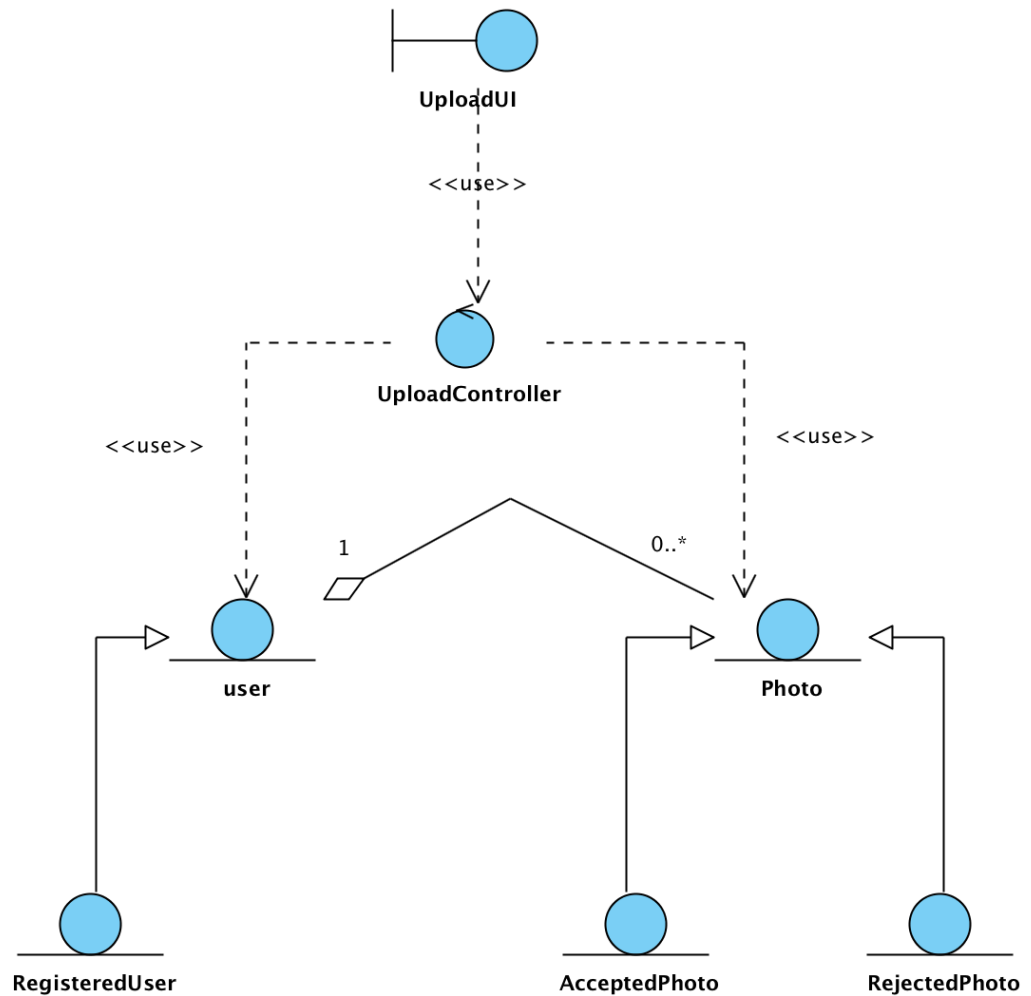 UploadUI
<<use>>
UploadController
<<use>>
<<use>>
1
0..*
user
Photo
RegisteredUser
AcceptedPhoto
RejectedPhoto